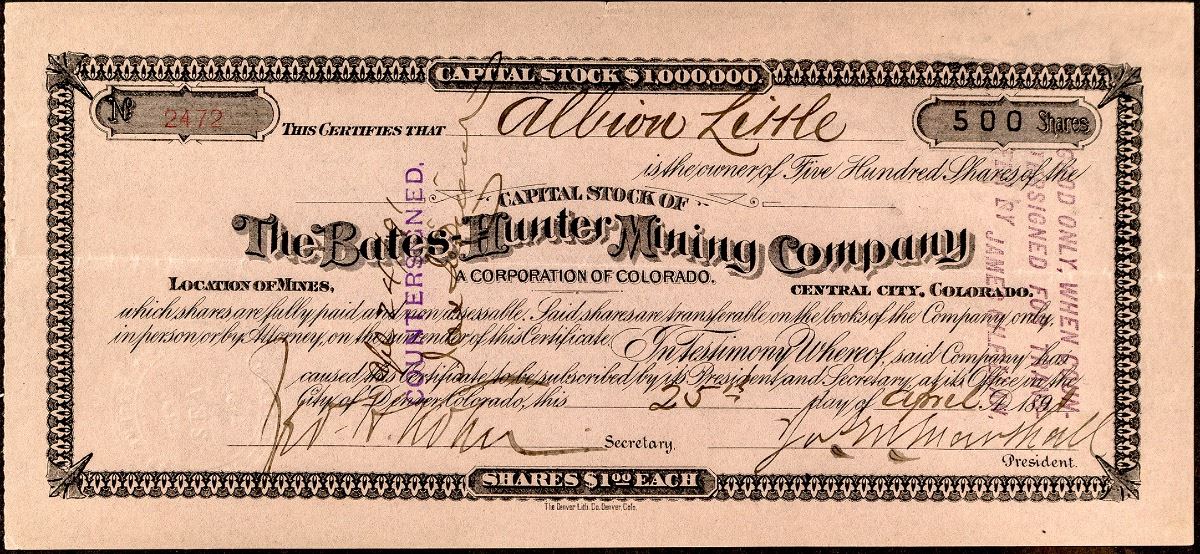 CAPITAL STOCK $1,000,000.
No 2472
THIS CERTIFIES THAT Albion Little
500 Shares
is the owner of Five Hundred Shares of the
CAPITAL STOCK OF
The Bates-Hunter Mining Company
A CORPORATION OF COLORADO.
LOCATION OF MINES,
CENTRAL CITY, COLORADO.
which shares are fully paid and non assessable. Said shares are transferable on the books of the Company only
in person or by Attorney, on the surrender of this Certificate. In Testimony Whereof, said Company has
caused this Certificate to be subscribed by its President and Secretary, at its Office in the
City of Denver, Colorado, this 25th day of April A.D. 189
Secretary.
President.
SHARES $1.00 EACH
The Denver Lith. Co. Denver, Colo.
COUNTERSIGNED.
GOOD ONLY, WHEN COUN-
TERSIGNED FOR TRANS-
FER BY JAMES